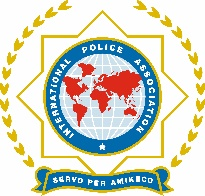 INTERNATIONAL POLICE ASSOCIATION
SERVO PER AMIKECO